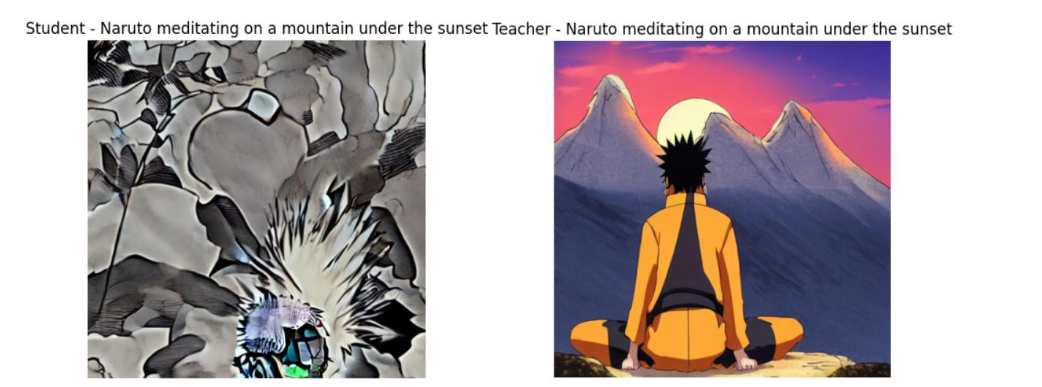 Student - Naruto meditating on a mountain under the sunset
Teacher - Naruto meditating on a mountain under the sunset